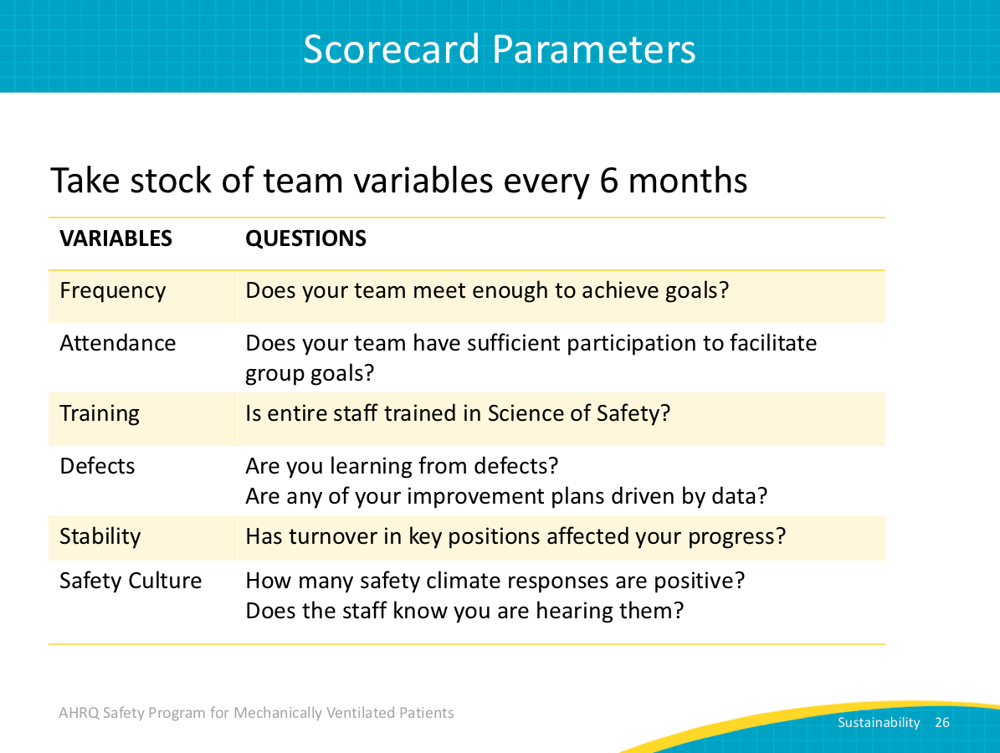 Scorecard Parameters
Take stock of team variables every 6 months
VARIABLES QUESTIONS
Frequency Does your team meet enough to achieve goals?
Attendance Does your team have sufficient participation to facilitate
group goals?
Training Is entire staff trained in Science of Safety?
Defects Are you learning from defects?
Are any of your improvement plans driven by data?
Stability Has turnover in key positions affected your progress?
Safety Culture How many safety climate responses are positive?
Does the staff know you are hearing them?
AHRQ Safety Program for Mechanically Ventilated Patients
Sustainability 26